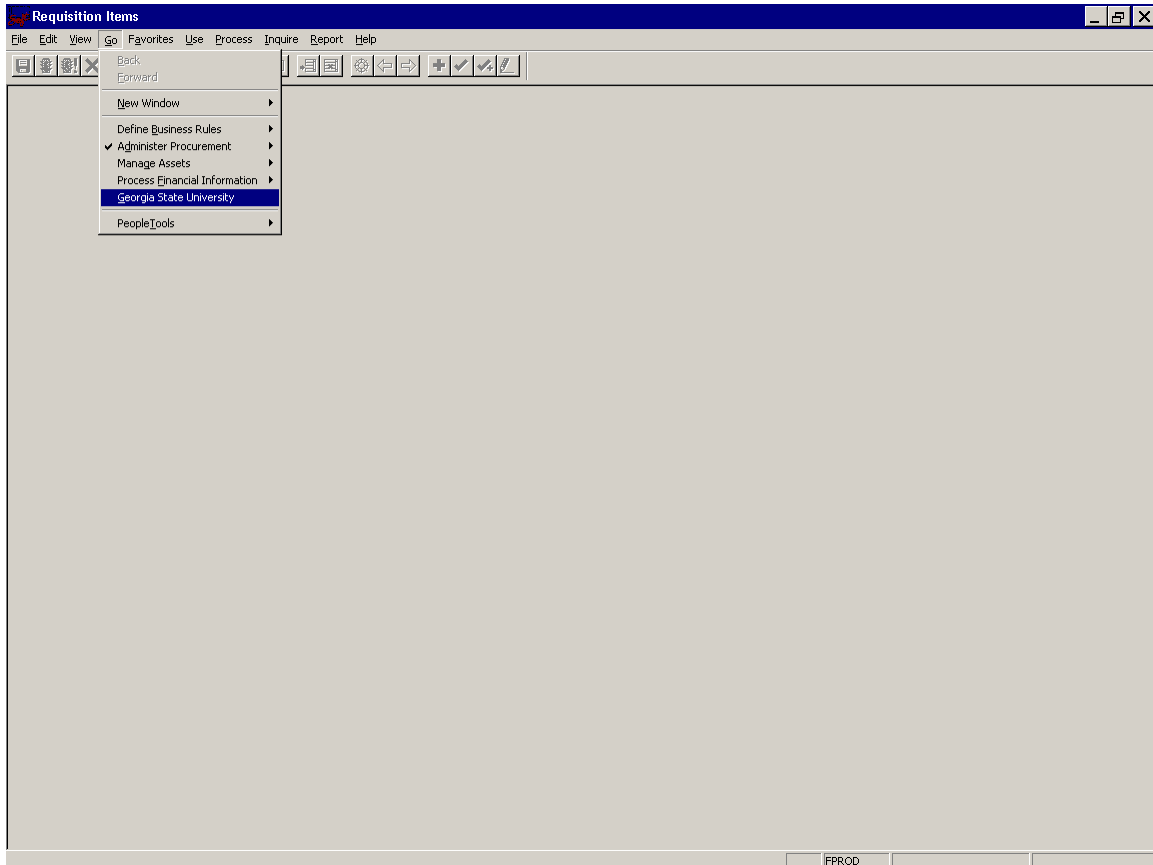 Requisition Items
File Edit View Go Favorites Use Process Inquire Report Help
Back
Forward
New Window
Define Business Rules
Administer Procurement
Manage Assets
Process Financial Information
Georgia State University
PeopleTools
FPROD